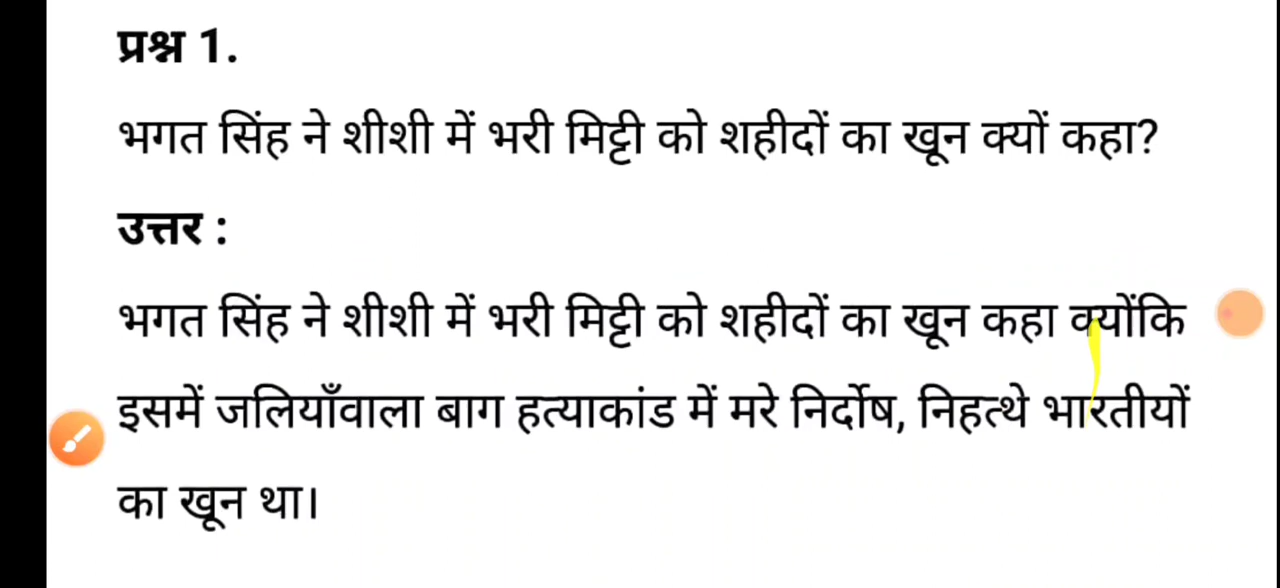 प्रश्न 1.
भगत सिंह ने शीशी में भरी मिट्टी को शहीदों का खून क्यों कहा?
उत्तर :
भगत सिंह ने शीशी में भरी मिट्टी को शहीदों का खून कहा क्योंकि
इसमें जलियाँवाला बाग हत्याकांड में मरे निर्दोष, निहत्थे भारतीयों
का खून था।